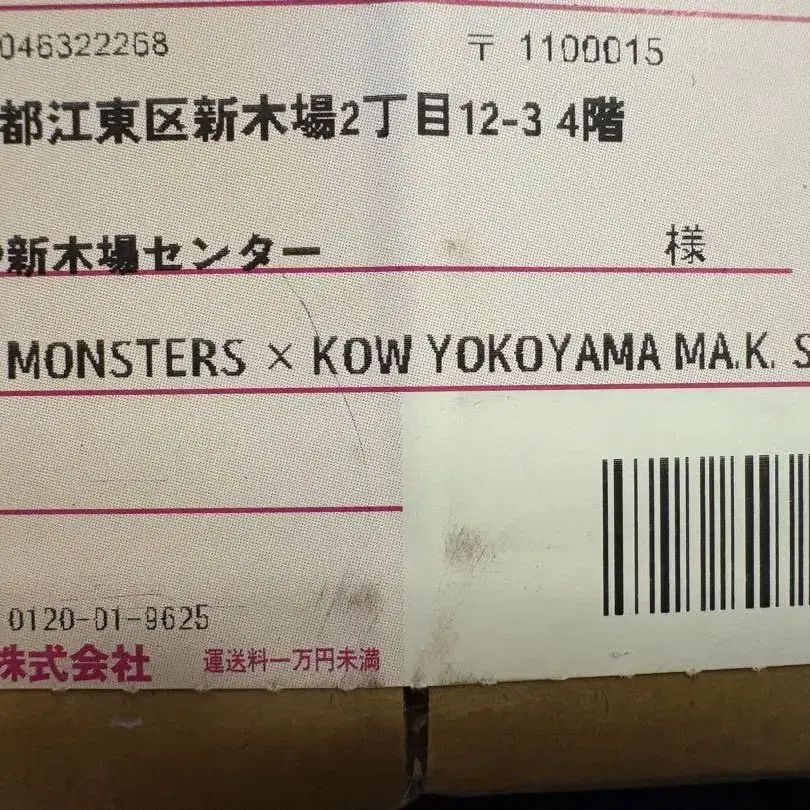 046322268 〒 1100015
都江東区新木場2丁目12-3 4階
新木場センター 様
MONSTERS × KOW YOKOYAMA MA.K. S
0120-01-9625
株式会社 運送料一万円未満